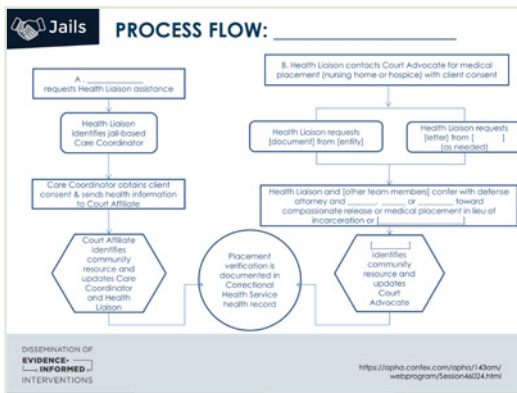 Jails
PROCESS FLOW: ____________________
A. ______________
requests Health Liaison assistance
Health Liaison
identifies jail-based
Care Coordinator
Care Coordinator obtains client
consent & sends health information
to Court Affiliate
Court Affiliate
identifies
community
resource and
updates Care
Coordinator
and Health
Liaison
Placement
verification is
documented in
Correctional
Health Service
health record
B. Health Liaison contacts Court Advocate for medical
placement (nursing home or hospice) with client consent
Health Liaison requests
[document] from [entity]
Health Liaison requests
[letter] from [ ]
(as needed)
Health Liaison and [other team members] confer with defense
attorney and ______, _____ or ________ toward
compassionate release or medical placement in lieu of
incarceration or [____________________]
[________]
identifies
community
resource and
updates
Court
Advocate
DISSEMINATION OF
EVIDENCE-
INFORMED
INTERVENTIONS
https://apha.confex.com/apha/143am/
webprogram/Session46024.html